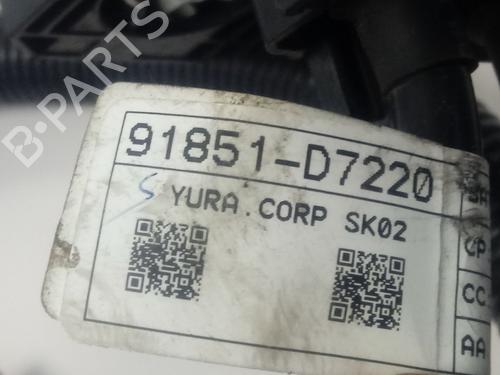 91851-D7220
S YURA.CORP SK02
CP
CC
AA
B-PARTS